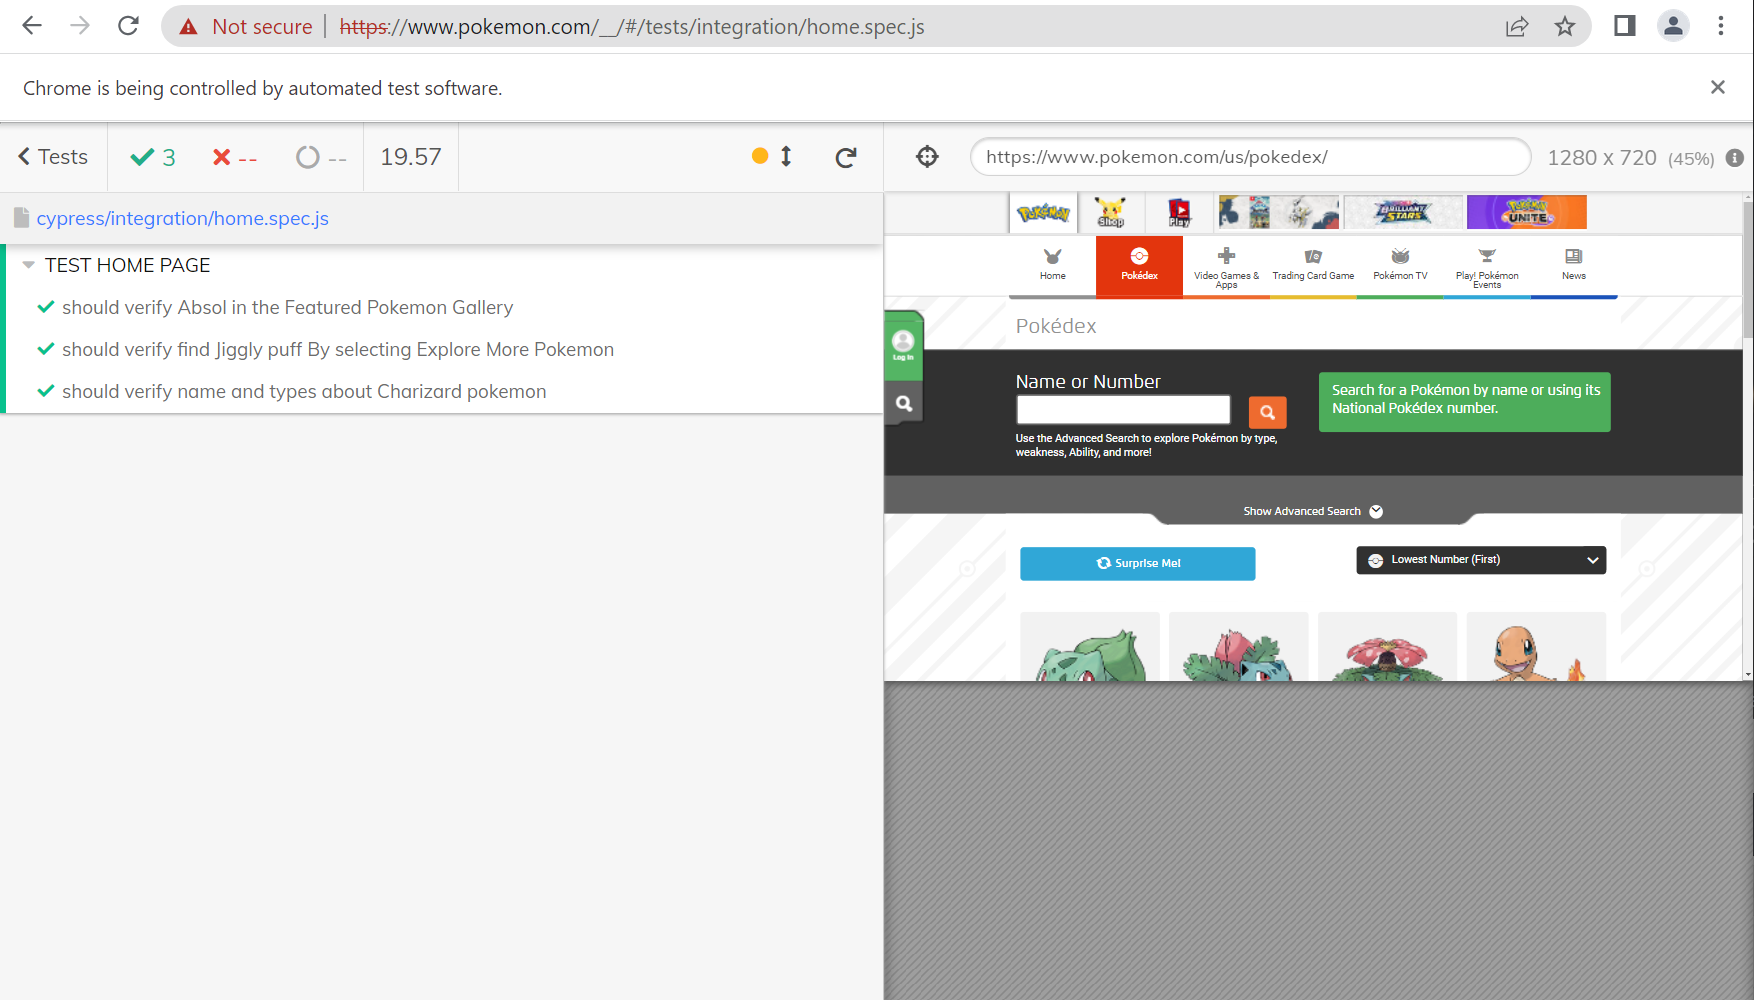 Not secure | https://www.pokemon.com/__/#/tests/integration/home.spec.js
Chrome is being controlled by automated test software.
Tests 3 -- -- 19.57
https://www.pokemon.com/us/pokedex/ 1280 x 720 (45%)
cypress/integration/home.spec.js
TEST HOME PAGE
should verify Absol in the Featured Pokemon Gallery
should verify find Jiggly puff By selecting Explore More Pokemon
should verify name and types about Charizard pokemon
POKéMON Shop Play BRILLIANT STARS POKéMON UNITE
Home
Pokédex
Video Games &
Apps
Trading Card Game
Pokémon TV
Play! Pokémon
Events
News
Log In
Pokédex
Name or Number
Search for a Pokémon by name or using its
National Pokédex number.
Use the Advanced Search to explore Pokémon by type,
weakness, Ability, and more!
Show Advanced Search
Surprise Me!
Lowest Number (First)